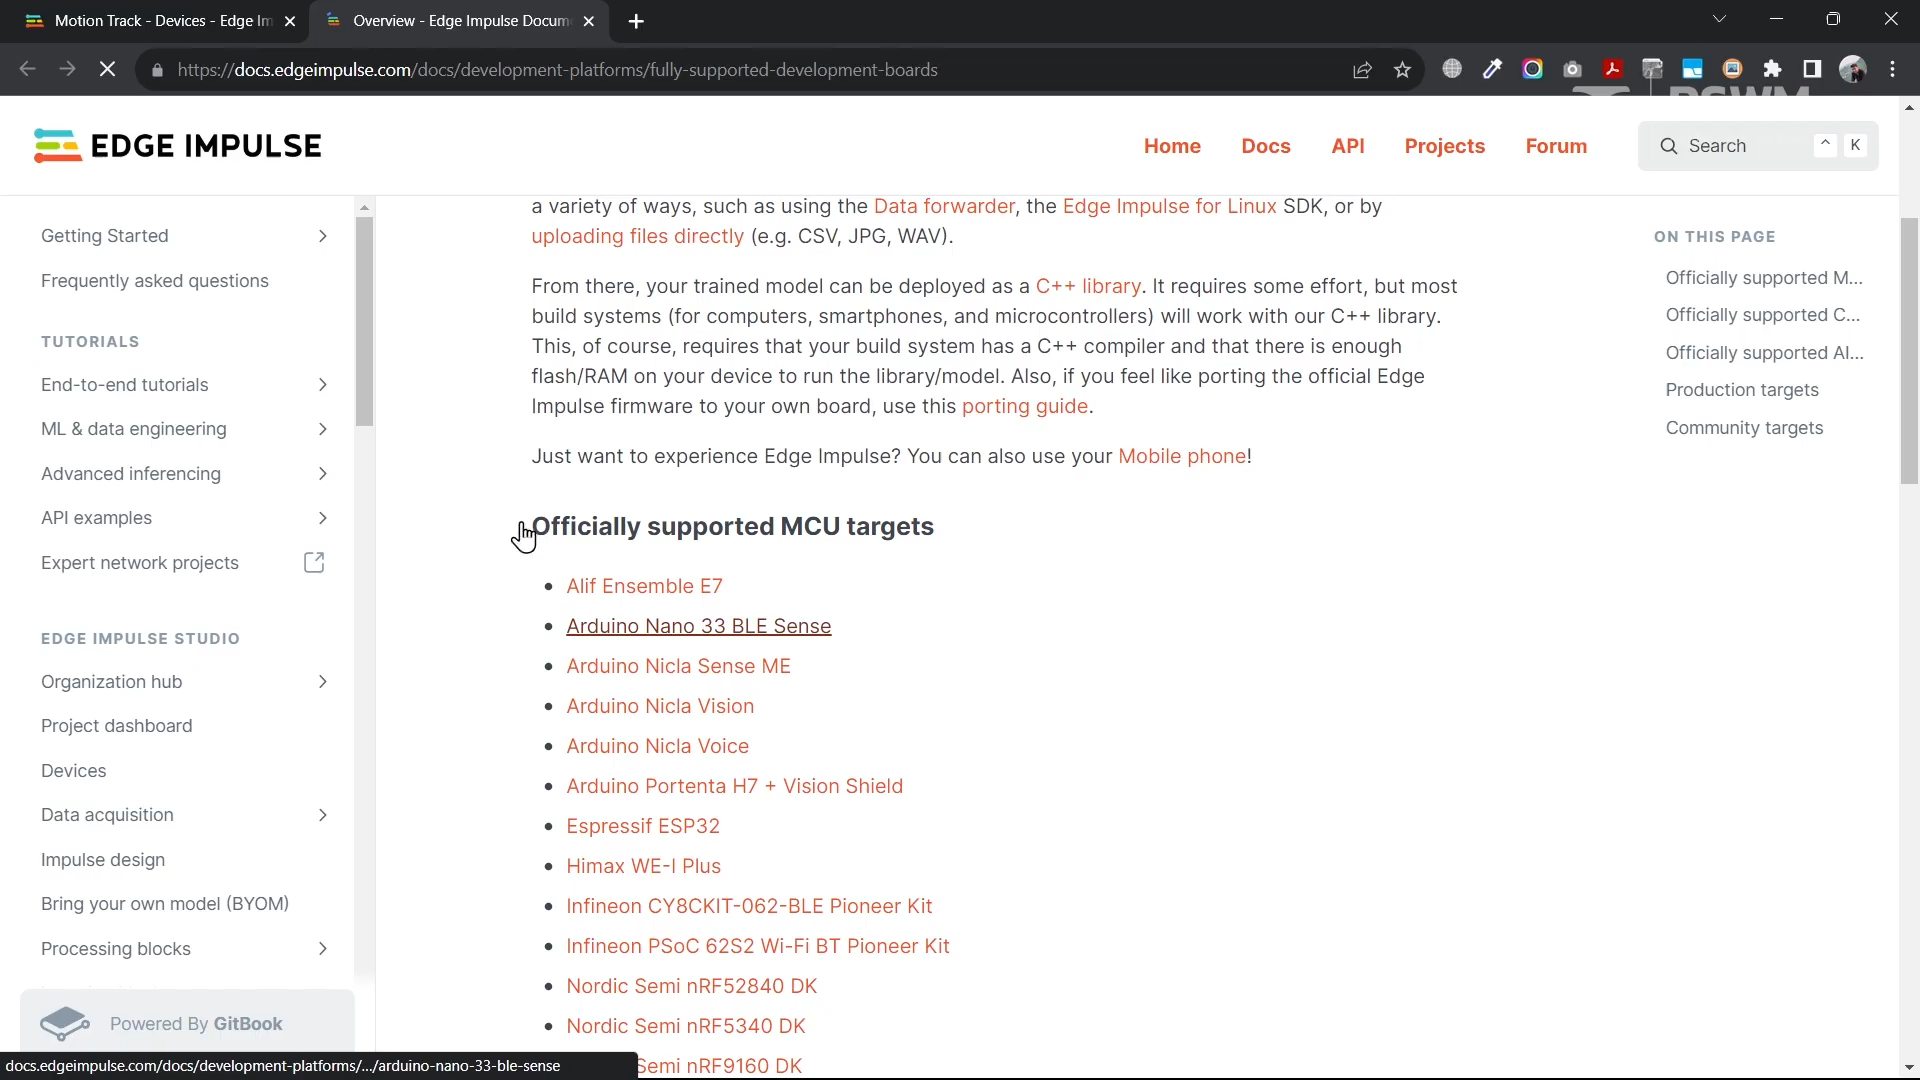 Motion Track - Devices - Edge Im
Overview - Edge Impulse Docum
https://docs.edgeimpulse.com/docs/development-platforms/fully-supported-development-boards
EDGE IMPULSE
Home
Docs
API
Projects
Forum
Search
^
K
Getting Started
Frequently asked questions
TUTORIALS
End-to-end tutorials
ML & data engineering
Advanced inferencing
API examples
Expert network projects
EDGE IMPULSE STUDIO
Organization hub
Project dashboard
Devices
Data acquisition
Impulse design
Bring your own model (BYOM)
Processing blocks
Powered By GitBook
docs.edgeimpulse.com/docs/development-platforms/.../arduino-nano-33-ble-sense
a variety of ways, such as using the Data forwarder, the Edge Impulse for Linux SDK, or by
uploading files directly (e.g. CSV, JPG, WAV).
From there, your trained model can be deployed as a C++ library. It requires some effort, but most
build systems (for computers, smartphones, and microcontrollers) will work with our C++ library.
This, of course, requires that your build system has a C++ compiler and that there is enough
flash/RAM on your device to run the library/model. Also, if you feel like porting the official Edge
Impulse firmware to your own board, use this porting guide.
Just want to experience Edge Impulse? You can also use your Mobile phone!
Officially supported MCU targets
Alif Ensemble E7
Arduino Nano 33 BLE Sense
Arduino Nicla Sense ME
Arduino Nicla Vision
Arduino Nicla Voice
Arduino Portenta H7 + Vision Shield
Espressif ESP32
Himax WE-I Plus
Infineon CY8CKIT-062-BLE Pioneer Kit
Infineon PSoC 62S2 Wi-Fi BT Pioneer Kit
Nordic Semi nRF52840 DK
Nordic Semi nRF5340 DK
Semi nRF9160 DK
ON THIS PAGE
Officially supported M...
Officially supported C...
Officially supported AI...
Production targets
Community targets